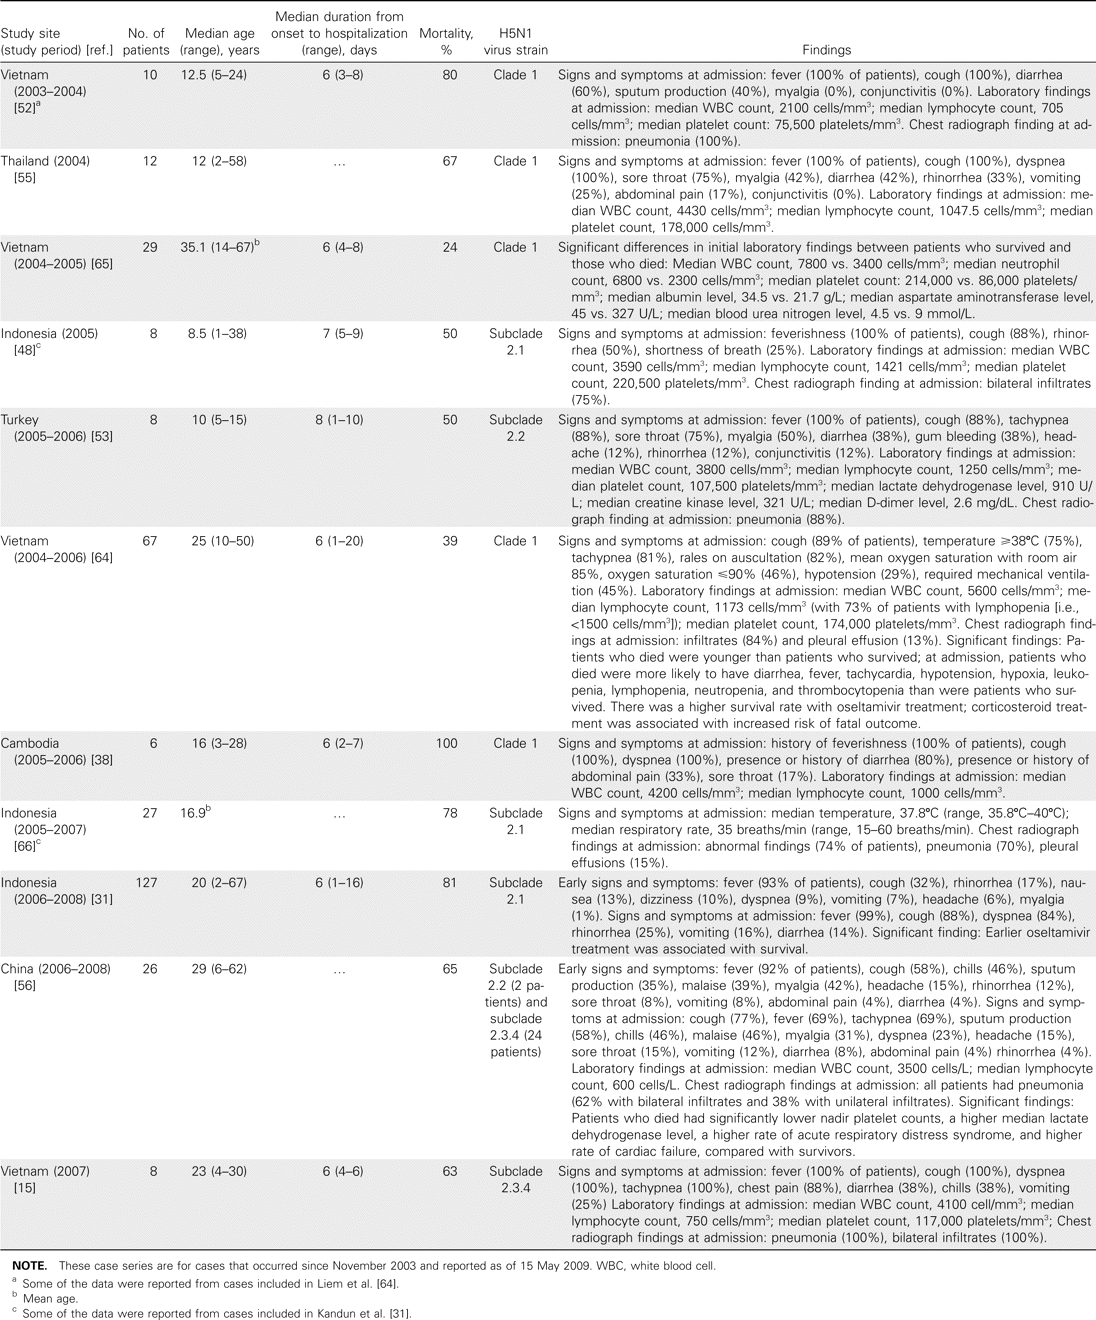 Study site (study period) [ref.] No. of patients Median age (range), years Median duration from onset to hospitalization (range), days Mortality, % H5N1 virus strain Findings
Vietnam 10 12.5 (5–24) 6 (3–8) 80 Clade 1 Signs and symptoms at admission: fever (100% of patients), cough (100%), diarrhea
(2003–2004) (60%), sputum production (40%), myalgia (0%), conjunctivitis (0%). Laboratory findings
[52]a at admission: median WBC count, 2100 cells/mm3; median lymphocyte count, 705
cells/mm3; median platelet count: 75,500 platelets/mm3. Chest radiograph finding at ad-
mission: pneumonia (100%).
Thailand (2004) 12 12 (2–58) ... 67 Clade 1 Signs and symptoms at admission: fever (100% of patients), cough (100%), dyspnea
[55] (100%), sore throat (75%), myalgia (42%), diarrhea (42%), rhinorrhea (33%), vomiting
(25%), abdominal pain (17%), conjunctivitis (0%). Laboratory findings at admission: me-
dian WBC count, 4430 cells/mm3; median lymphocyte count, 1047.5 cells/mm3; median
platelet count, 178,000 cells/mm3.
Vietnam 29 35.1 (14–67)b 6 (4–8) 24 Clade 1 Significant differences in initial laboratory findings between patients who survived and
(2004–2005) [65] those who died: Median WBC count, 7800 vs. 3400 cells/mm3; median neutrophil
count, 6800 vs. 2300 cells/mm3; median platelet count: 214,000 vs. 86,000 platelets/
mm3; median albumin level, 34.5 vs. 21.7 g/L; median aspartate aminotransferase level,
45 vs. 327 U/L; median blood urea nitrogen level, 4.5 vs. 9 mmol/L.
Indonesia (2005) 8 8.5 (1–38) 7 (5–9) 50 Subclade Signs and symptoms at admission: feverishness (100% of patients), cough (88%), rhinor-
[48]c 2.1 rhea (50%), shortness of breath (25%). Laboratory findings at admission: median WBC
count, 3590 cells/mm3; median lymphocyte count, 1421 cells/mm3; median platelet
count, 220,500 platelets/mm3. Chest radiograph finding at admission: bilateral infiltrates
(75%).
Turkey 8 10 (5–15) 8 (1–10) 50 Subclade Signs and symptoms at admission: fever (100% of patients), cough (88%), tachypnea
(2005–2006) [53] 2.2 (88%), sore throat (75%), myalgia (50%), diarrhea (38%), gum bleeding (38%), head-
ache (12%), rhinorrhea (12%), conjunctivitis (12%). Laboratory findings at admission:
median WBC count, 3800 cells/mm3; median lymphocyte count, 1250 cells/mm3; me-
dian platelet count, 107,500 platelets/mm3; median lactate dehydrogenase level, 910 U/
L; median creatine kinase level, 321 U/L; median D-dimer level, 2.6 mg/dL. Chest radio-
graph finding at admission: pneumonia (88%).
Vietnam 67 25 (10–50) 6 (1–20) 39 Clade 1 Signs and symptoms at admission: cough (89% of patients), temperature ⩾38°C (75%),
(2004–2006) [64] tachypnea (81%), rales on auscultation (82%), mean oxygen saturation with room air
85%, oxygen saturation ⩽90% (46%), hypotension (29%), required mechanical ventila-
tion (45%). Laboratory findings at admission: median WBC count, 5600 cells/mm3; me-
dian lymphocyte count, 1173 cells/mm3 (with 73% of patients with lymphopenia [i.e.,
<1500 cells/mm3]); median platelet count, 174,000 platelets/mm3. Chest radiograph find-
ings at admission: infiltrates (84%) and pleural effusion (13%). Significant findings: Pa-
tients who died were younger than patients who survived; at admission, patients who
died were more likely to have diarrhea, fever, tachycardia, hypotension, hypoxia, leuko-
penia, lymphopenia, neutropenia, and thrombocytopenia than were patients who sur-
vived. There was a higher survival rate with oseltamivir treatment; corticosteroid treat-
ment was associated with increased risk of fatal outcome.
Cambodia 6 16 (3–28) 6 (2–7) 100 Clade 1 Signs and symptoms at admission: history of feverishness (100% of patients), cough
(2005–2006) [38] (100%), dyspnea (100%), presence or history of diarrhea (80%), presence or history of
abdominal pain (33%), sore throat (17%). Laboratory findings at admission: median
WBC count, 4200 cells/mm3; median lymphocyte count, 1000 cells/mm3.
Indonesia 27 16.9b ... 78 Subclade Signs and symptoms at admission: median temperature, 37.8°C (range, 35.8°C–40°C);
(2005–2007) 2.1 median respiratory rate, 35 breaths/min (range, 15–60 breaths/min). Chest radiograph
[66]c findings at admission: abnormal findings (74% of patients), pneumonia (70%), pleural
effusions (15%).
Indonesia 127 20 (2–67) 6 (1–16) 81 Subclade Early signs and symptoms: fever (93% of patients), cough (32%), rhinorrhea (17%), nau-
(2006–2008) [31] 2.1 sea (13%), dizziness (10%), dyspnea (9%), vomiting (7%), headache (6%), myalgia
(1%). Signs and symptoms at admission: fever (99%), cough (88%), dyspnea (84%),
rhinorrhea (25%), vomiting (16%), diarrhea (14%). Significant finding: Earlier oseltamivir
treatment was associated with survival.
China (2006–2008) 26 29 (6–62) ... 65 Subclade Early signs and symptoms: fever (92% of patients), cough (58%), chills (46%), sputum
[56] 2.2 (2 pa- production (35%), malaise (39%), myalgia (42%), headache (15%), rhinorrhea (12%),
tients) and sore throat (8%), vomiting (8%), abdominal pain (4%), diarrhea (4%). Signs and symp-
subclade toms at admission: cough (77%), fever (69%), tachypnea (69%), sputum production
2.3.4 (24 (58%), chills (46%), malaise (46%), myalgia (31%), dyspnea (23%), headache (15%),
patients) sore throat (15%), vomiting (12%), diarrhea (8%), abdominal pain (4%) rhinorrhea (4%).
Laboratory findings at admission: median WBC count, 3500 cells/L; median lymphocyte
count, 600 cells/L. Chest radiograph findings at admission: all patients had pneumonia
(62% with bilateral infiltrates and 38% with unilateral infiltrates). Significant findings:
Patients who died had significantly lower nadir platelet counts, a higher median lactate
dehydrogenase level, a higher rate of acute respiratory distress syndrome, and higher
rate of cardiac failure, compared with survivors.
Vietnam (2007) 8 23 (4–30) 6 (4–6) 63 Subclade Signs and symptoms at admission: fever (100% of patients), cough (100%), dyspnea
[15] 2.3.4 (100%), tachypnea (100%), chest pain (88%), diarrhea (38%), chills (38%), vomiting
(25%) Laboratory findings at admission: median WBC count, 4100 cell/mm3; median
lymphocyte count, 750 cells/mm3; median platelet count, 117,000 platelets/mm3; Chest
radiograph findings at admission: pneumonia (100%), bilateral infiltrates (100%).
NOTE. These case series are for cases that occurred since November 2003 and reported as of 15 May 2009. WBC, white blood cell.
a Some of the data were reported from cases included in Liem et al. [64].
b Mean age.
c Some of the data were reported from cases included in Kandun et al. [31].